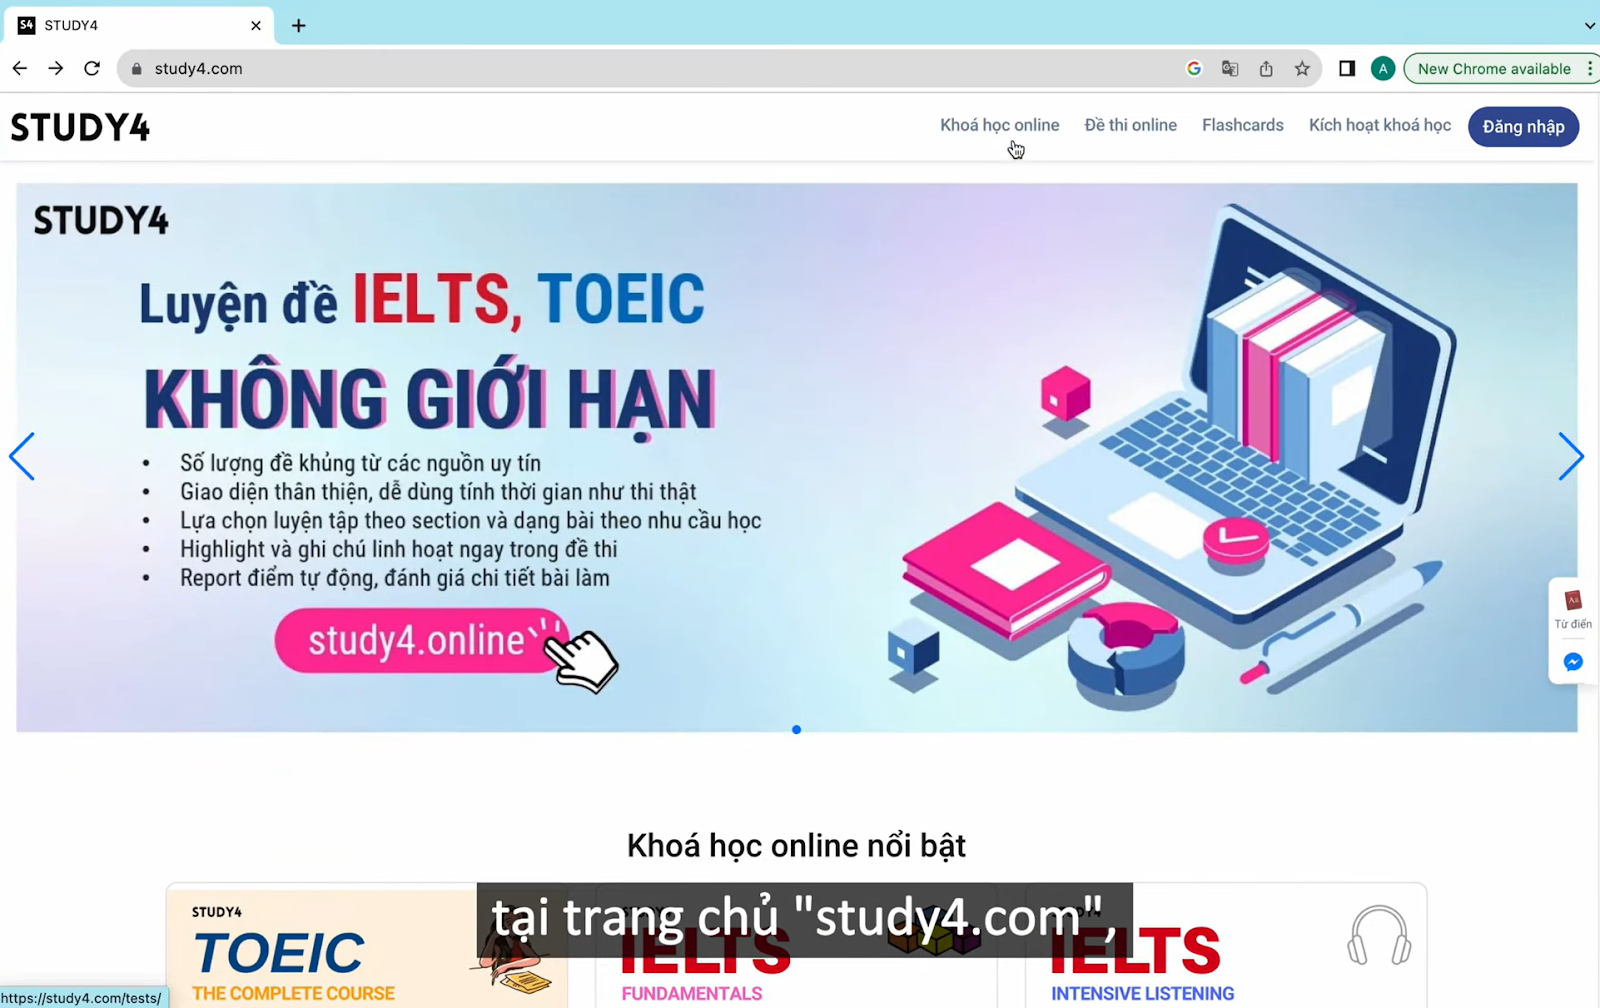 S4 STUDY4
study4.com
A
New Chrome available
STUDY4
Khoá học online
Đề thi online
Flashcards
Kích hoạt khoá học
Đăng nhập
STUDY4
Luyện đề IELTS, TOEIC
KHÔNG GIỚI HẠN
• Số lượng đề khủng từ các nguồn uy tín
• Giao diện thân thiện, dễ dùng tính thời gian như thi thật
• Lựa chọn luyện tập theo section và dạng bài theo nhu cầu học
• Highlight và ghi chú linh hoạt ngay trong đề thi
• Report điểm tự động, đánh giá chi tiết bài làm
study4.online
Từ điển
Khoá học online nổi bật
STUDY4
TOEIC
THE COMPLETE COURSE
tại trang chủ "study4.com",
IELTS
FUNDAMENTALS
IELTS
INTENSIVE LISTENING
https://study4.com/tests/